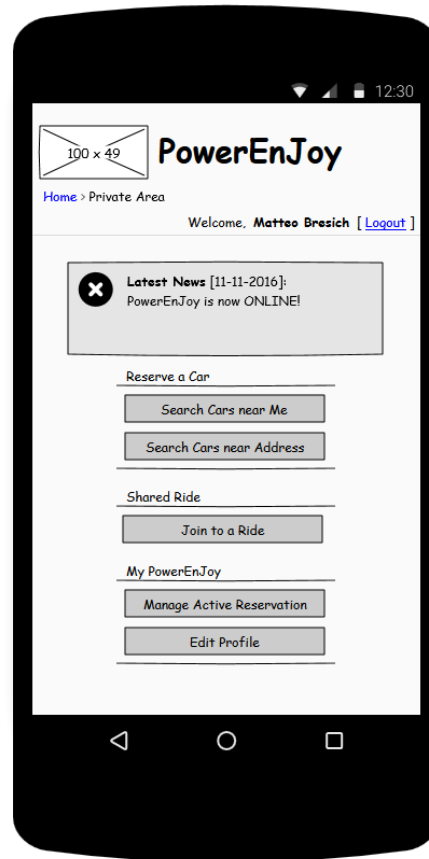 12:30
100 x 49
PowerEnJoy
Home > Private Area
Welcome, Matteo Bresich [ Logout ]
Latest News [11-11-2016]:
PowerEnJoy is now ONLINE!
Reserve a Car
Search Cars near Me
Search Cars near Address
Shared Ride
Join to a Ride
My PowerEnJoy
Manage Active Reservation
Edit Profile